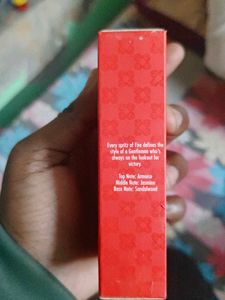 Every spritz of Fire defines the
style of a Gentleman who's
always on the lookout for
victory.
Top Note: Armoise
Middle Note: Jasmine
Base Note: Sandalwood